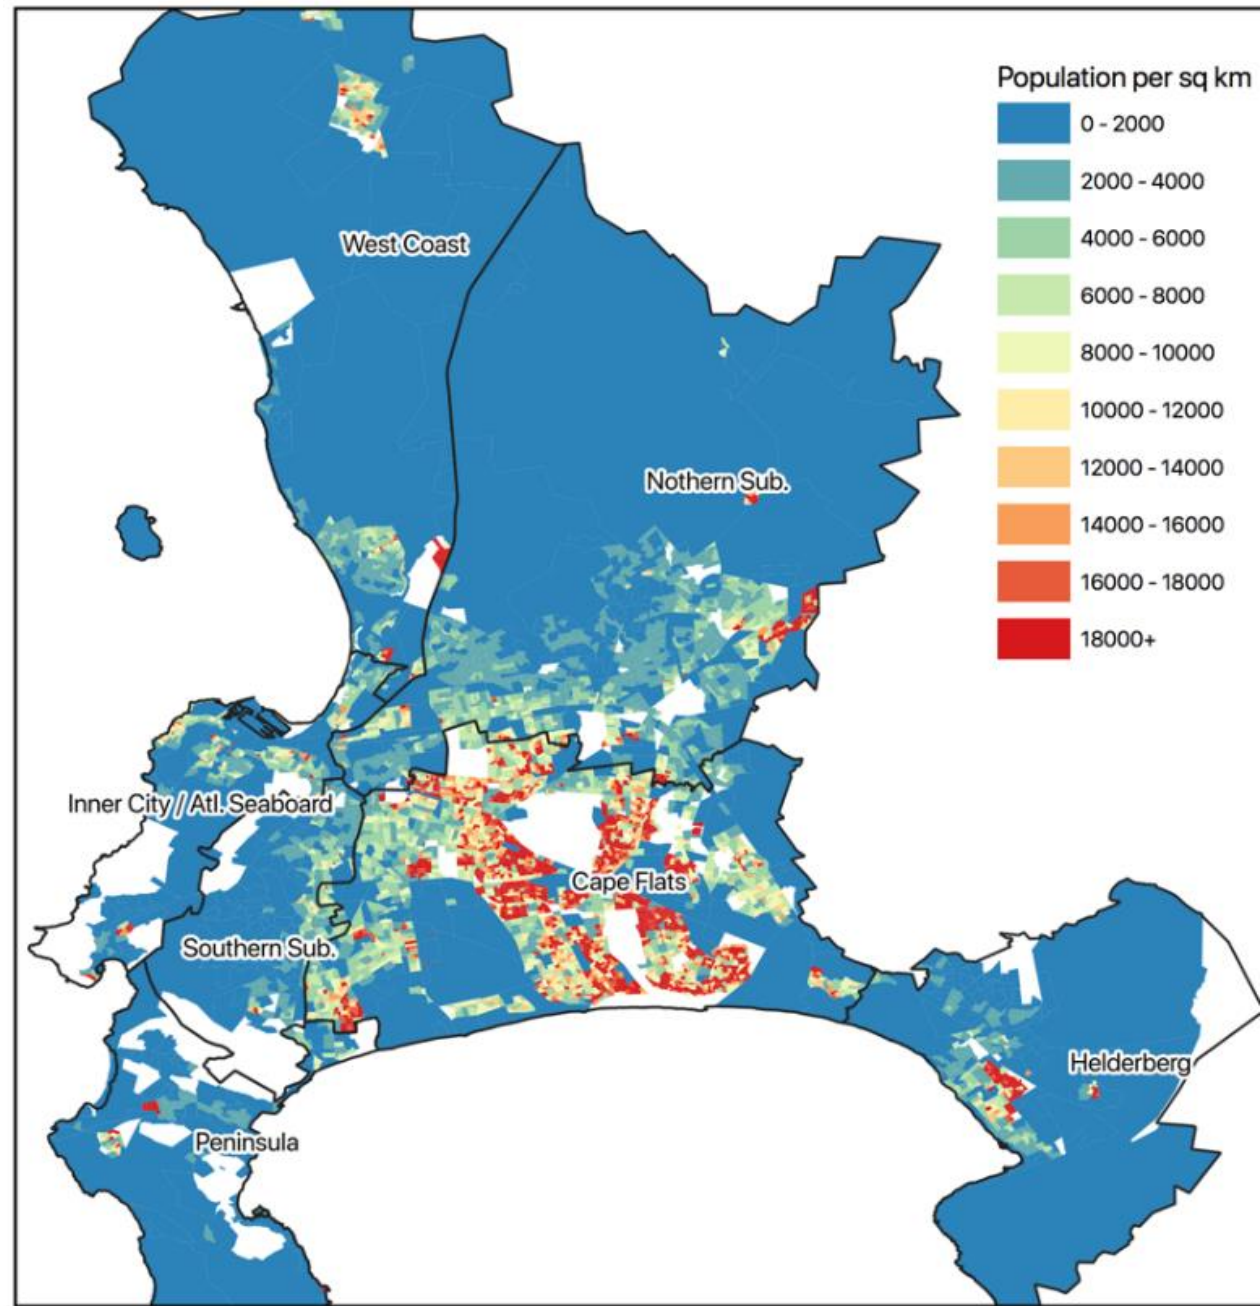 Population per sq km
0 - 2000
2000 - 4000
4000 - 6000
6000 - 8000
8000 - 10000
10000 - 12000
12000 - 14000
14000 - 16000
16000 - 18000
18000+
West Coast
Nothern Sub.
Inner City / Atl. Seaboard
Cape Flats
Southern Sub.
Helderberg
Peninsula